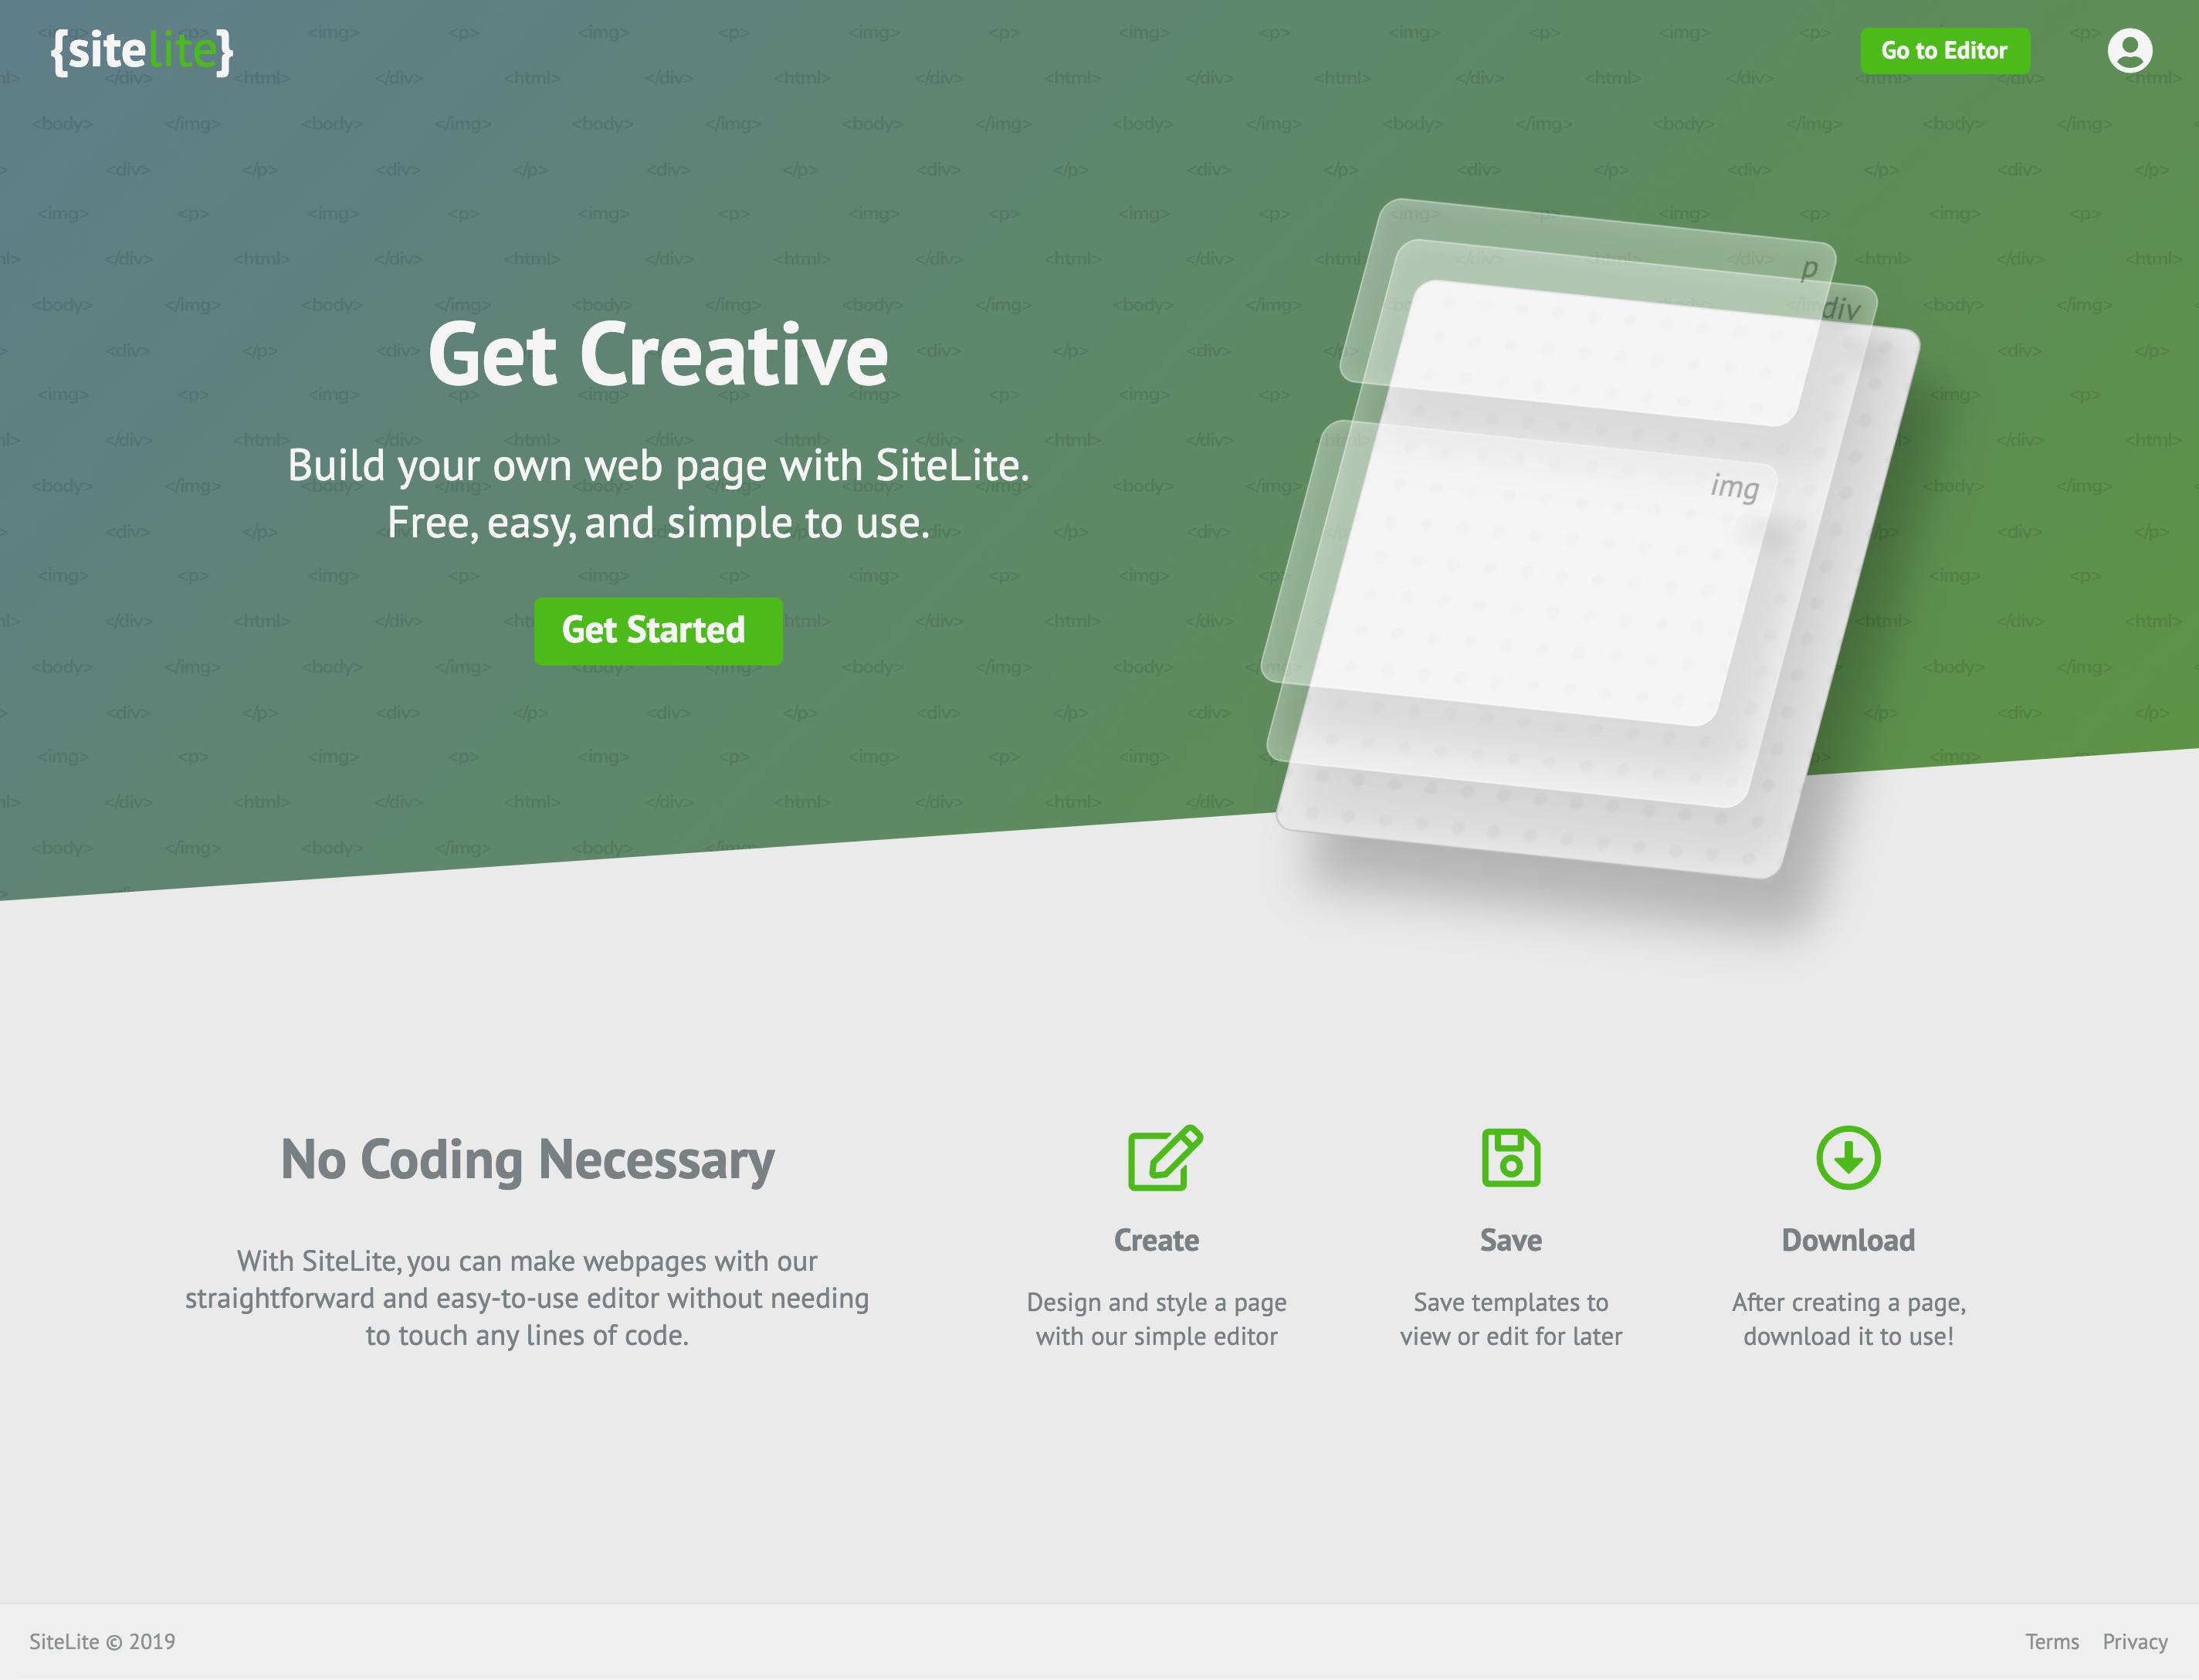 {sitelite}
Go to Editor
Get Creative
Build your own web page with SiteLite.
Free, easy, and simple to use.
Get Started
p
div
img
No Coding Necessary
With SiteLite, you can make webpages with our
straightforward and easy-to-use editor without needing
to touch any lines of code.
Create
Design and style a page
with our simple editor
Save
Save templates to
view or edit for later
Download
After creating a page,
download it to use!
SiteLite © 2019
Terms
Privacy